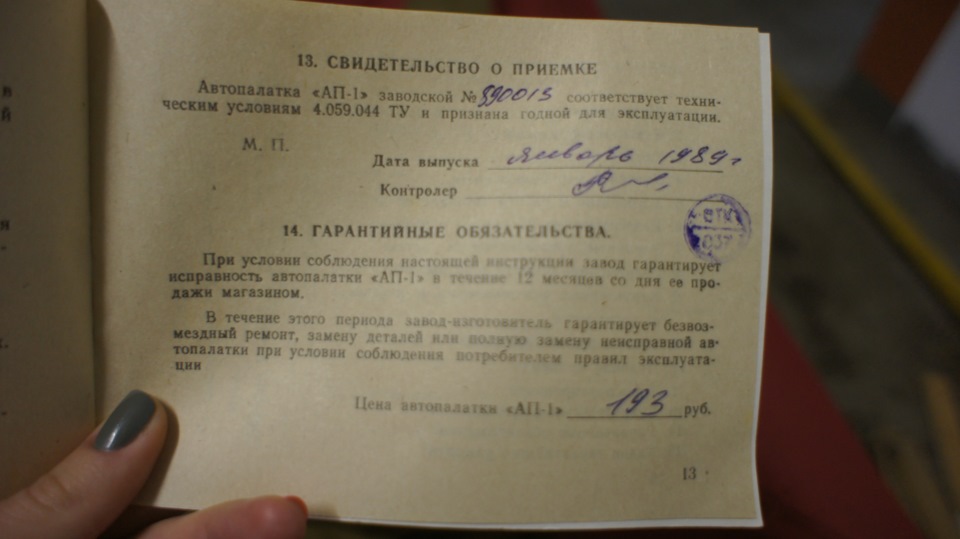 13. СВИДЕТЕЛЬСТВО О ПРИЕМКЕ
Автопалатка «АП-1» заводской № 890013 соответствует техни-
ческим условиям 4.059.044 ТУ и признана годной для эксплуатации.
М. П.
Дата выпуска январь 1989 г
Контролер
ОТК
037
14. ГАРАНТИЙНЫЕ ОБЯЗАТЕЛЬСТВА.
При условии соблюдения настоящей инструкции завод гарантирует
исправность автопалатки «АП-1» в течение 12 месяцев со дня ее про-
дажи магазином.
В течение этого периода завод-изготовитель гарантирует безвоз-
мездный ремонт, замену деталей или полную замену неисправной ав-
топалатки при условии соблюдения потребителем правил эксплуата-
ции
Цена автопалатки «АП-1» 193 руб.
13